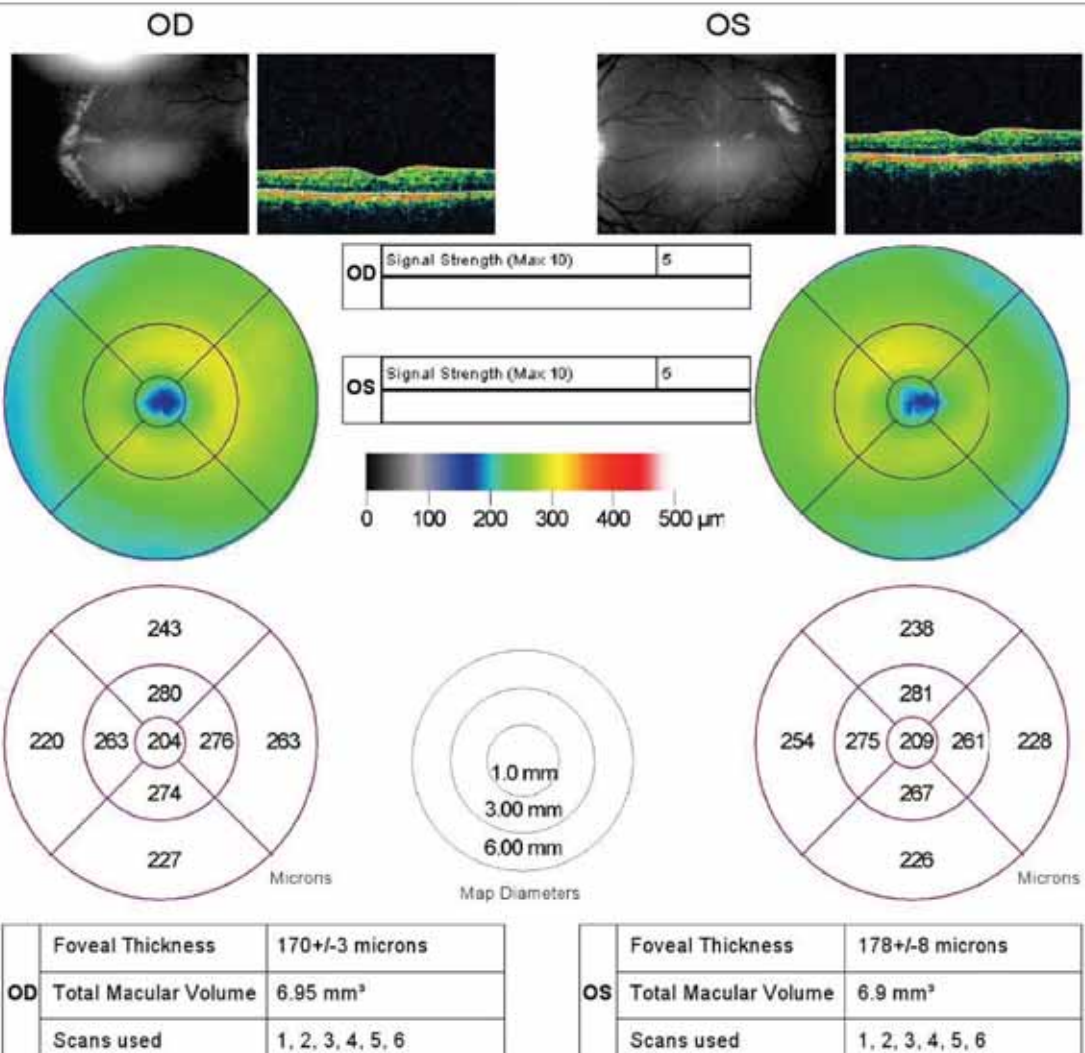 OD OS
OD Signal Strength (Max 10) 5
OS Signal Strength (Max 10) 5
0 100 200 300 400 500 µm
243
280
220 263 204 276 263
274
227
Microns
1.0 mm
3.00 mm
6.00 mm
Map Diameters
238
281
254 275 209 261 228
267
226
Microns
OD
Foveal Thickness 170+/-3 microns
Total Macular Volume 6.95 mm³
Scans used 1, 2, 3, 4, 5, 6
OS
Foveal Thickness 178+/-8 microns
Total Macular Volume 6.9 mm³
Scans used 1, 2, 3, 4, 5, 6